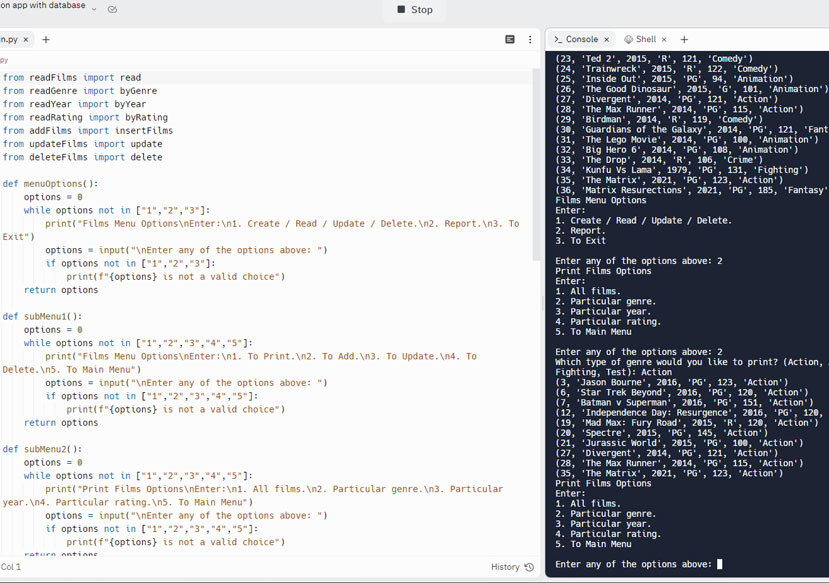 on app with database
Stop
in.py × +
py
from readFilms import read
from readGenre import byGenre
from readYear import byYear
from readRating import byRating
from addFilms import insertFilms
from updateFilms import update
from deleteFilms import delete
def menuOptions():
options = 0
while options not in ["1","2","3"]:
print("Films Menu Options\nEnter:\n1. Create / Read / Update / Delete.\n2. Report.\n3. To
Exit")
options = input("\nEnter any of the options above: ")
if options not in ["1","2","3"]:
print(f"{options} is not a valid choice")
return options
def subMenu1():
options = 0
while options not in ["1","2","3","4","5"]:
print("Films Menu Options\nEnter:\n1. To Print.\n2. To Add.\n3. To Update.\n4. To
Delete.\n5. To Main Menu")
options = input("\nEnter any of the options above: ")
if options not in ["1","2","3","4","5"]:
print(f"{options} is not a valid choice")
return options
def subMenu2():
options = 0
while options not in ["1","2","3","4","5"]:
print("Print Films Options\nEnter:\n1. All films.\n2. Particular genre.\n3. Particular
year.\n4. Particular rating.\n5. To Main Menu")
options = input("\nEnter any of the options above: ")
if options not in ["1","2","3","4","5"]:
print(f"{options} is not a valid choice")
return options
Col 1
History
Console × Shell × +
(23, 'Ted 2', 2015, 'R', 121, 'Comedy')
(24, 'Trainwreck', 2015, 'R', 122, 'Comedy')
(25, 'Inside Out', 2015, 'PG', 94, 'Animation')
(26, 'The Good Dinosaur', 2015, 'G', 101, 'Animation')
(27, 'Divergent', 2014, 'PG', 121, 'Action')
(28, 'The Max Runner', 2014, 'PG', 115, 'Action')
(29, 'Birdman', 2014, 'R', 119, 'Comedy')
(30, 'Guardians of the Galaxy', 2014, 'PG', 121, 'Fant
(31, 'The Lego Movie', 2014, 'PG', 100, 'Animation')
(32, 'Big Hero 6', 2014, 'PG', 108, 'Animation')
(33, 'The Drop', 2014, 'R', 106, 'Crime')
(34, 'Kunfu Vs Lama', 1979, 'PG', 131, 'Fighting')
(35, 'The Matrix', 2021, 'PG', 123, 'Action')
(36, 'Matrix Resurections', 2021, 'PG', 185, 'Fantasy'
Films Menu Options
Enter:
1. Create / Read / Update / Delete.
2. Report.
3. To Exit
Enter any of the options above: 2
Print Films Options
Enter:
1. All films.
2. Particular genre.
3. Particular year.
4. Particular rating.
5. To Main Menu
Enter any of the options above: 2
Which type of genre would you like to print? (Action,
Fighting, Test): Action
(3, 'Jason Bourne', 2016, 'PG', 123, 'Action')
(6, 'Star Trek Beyond', 2016, 'PG', 120, 'Action')
(7, 'Batman v Superman', 2016, 'PG', 151, 'Action')
(12, 'Independence Day: Resurgence', 2016, 'PG', 120,
(19, 'Mad Max: Fury Road', 2015, 'R', 120, 'Action')
(20, 'Spectre', 2015, 'PG', 145, 'Action')
(21, 'Jurassic World', 2015, 'PG', 100, 'Action')
(27, 'Divergent', 2014, 'PG', 121, 'Action')
(28, 'The Max Runner', 2014, 'PG', 115, 'Action')
(35, 'The Matrix', 2021, 'PG', 123, 'Action')
Print Films Options
Enter:
1. All films.
2. Particular genre.
3. Particular year.
4. Particular rating.
5. To Main Menu
Enter any of the options above: